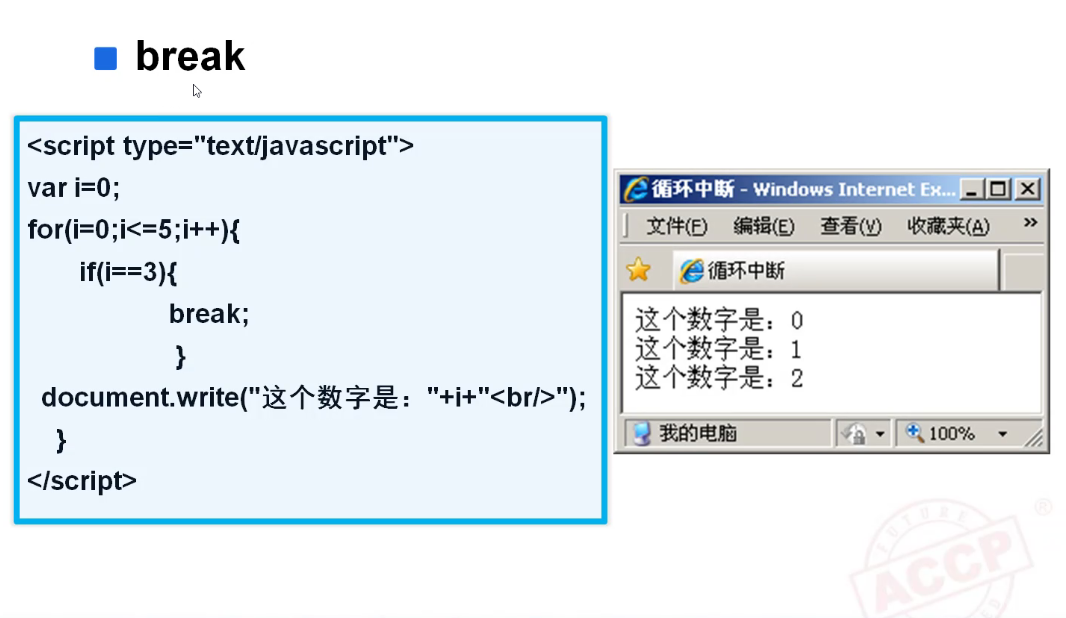 break
<script type="text/javascript">
var i=0;
for(i=0;i<=5;i++){
if(i==3){
break;
}
document.write("这个数字是："+i+"<br/>");
}
</script>
循环中断 - Windows Internet Ex...
文件(F) 编辑(E) 查看(V) 收藏夹(A) »
循环中断
这个数字是：0
这个数字是：1
这个数字是：2
我的电脑 100%
FUTURE
ACCP
®